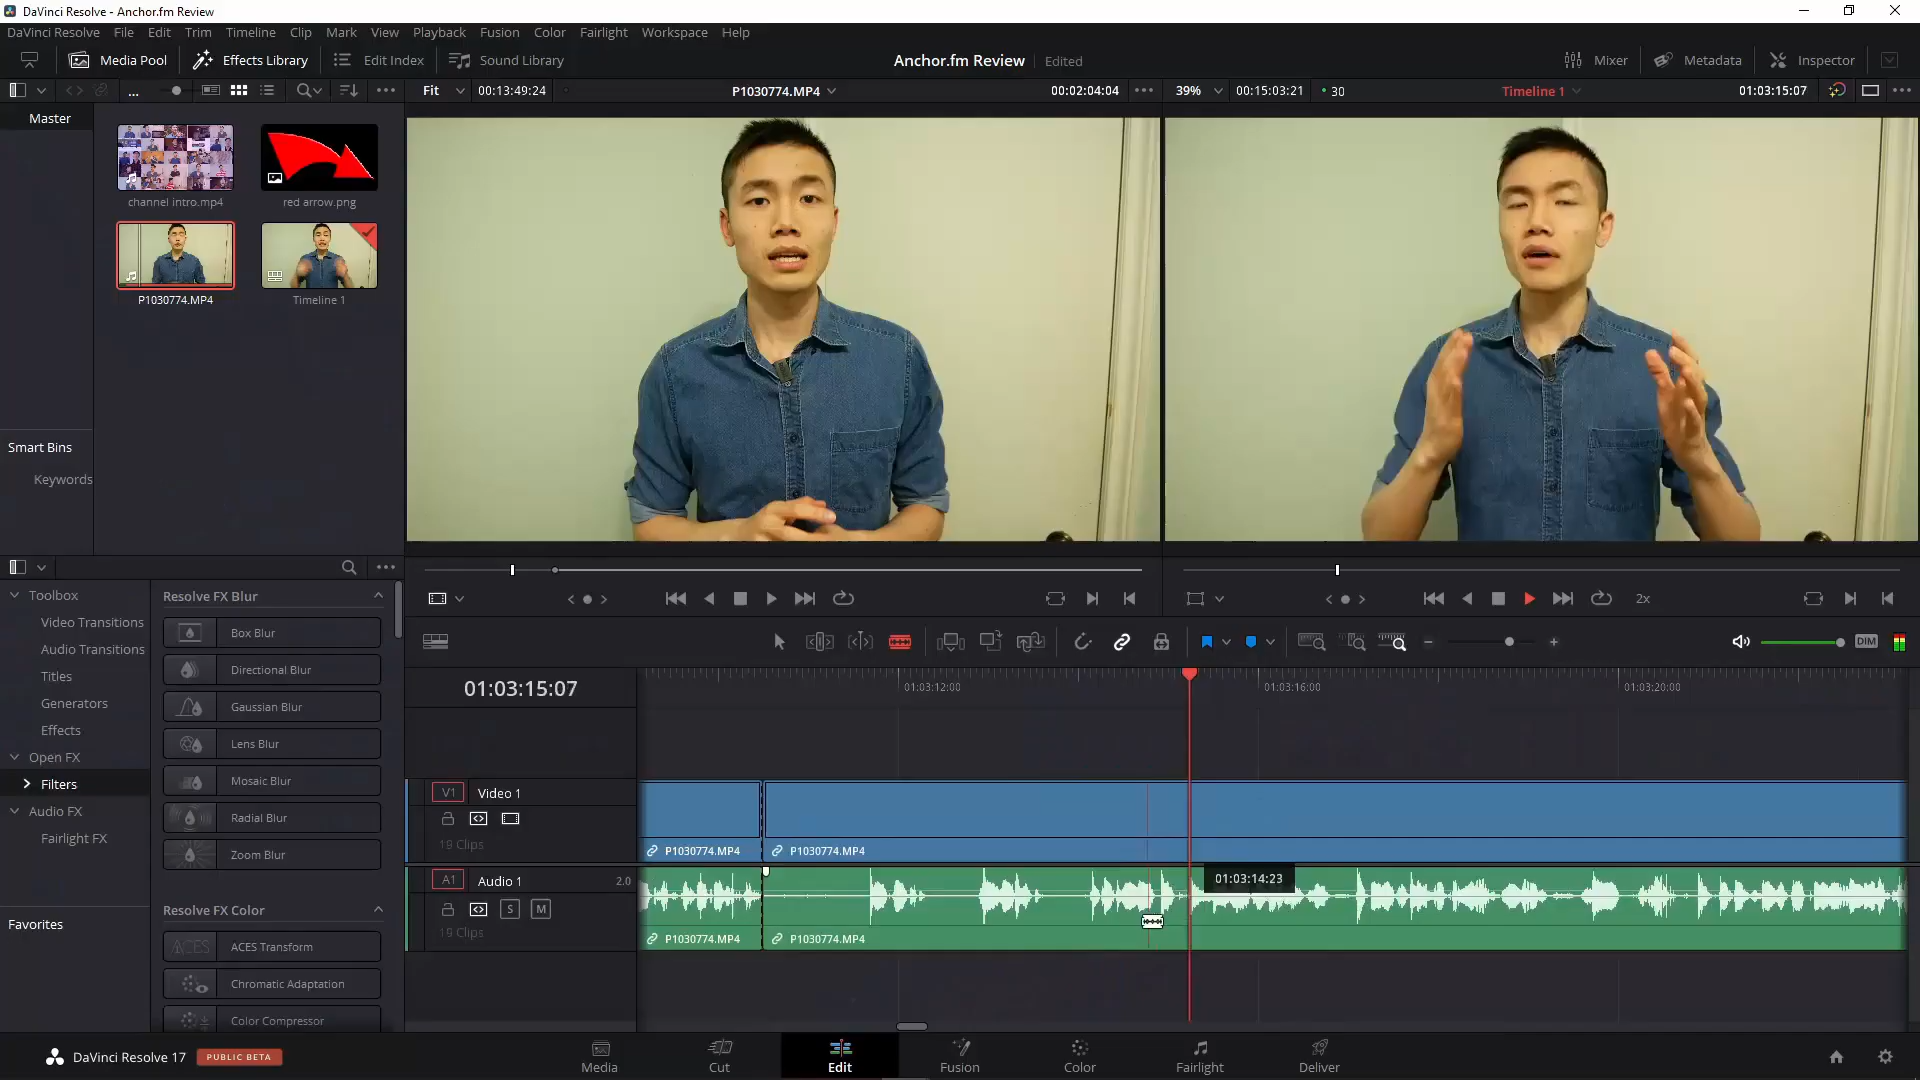 DaVinci Resolve - Anchor.fm Review
DaVinci Resolve File Edit Trim Timeline Clip Mark View Playback Fusion Color Fairlight Workspace Help
Media Pool Effects Library Edit Index Sound Library Anchor.fm Review Edited Mixer Metadata Inspector
... Fit 00:13:49:24 P1030774.MP4 00:02:04:04 39% 00:15:03:21 30 Timeline 1 01:03:15:07
Master
channel intro.mp4 red arrow.png
P1030774.MP4 Timeline 1
Smart Bins
Keywords
2x
Toolbox
Video Transitions
Audio Transitions
Titles
Generators
Effects
Open FX
Filters
Audio FX
Fairlight FX
Favorites
Resolve FX Blur
Box Blur
Directional Blur
Gaussian Blur
Lens Blur
Mosaic Blur
Radial Blur
Zoom Blur
Resolve FX Color
ACES Transform
Chromatic Adaptation
Color Compressor
DIM
01:03:15:07 01:03:12:00 01:03:16:00 01:03:20:00
V1 Video 1
19 Clips
P1030774.MP4 P1030774.MP4
A1 Audio 1 2.0
S M
19 Clips
01:03:14:23
P1030774.MP4 P1030774.MP4
DaVinci Resolve 17 PUBLIC BETA
Media Cut Edit Fusion Color Fairlight Deliver